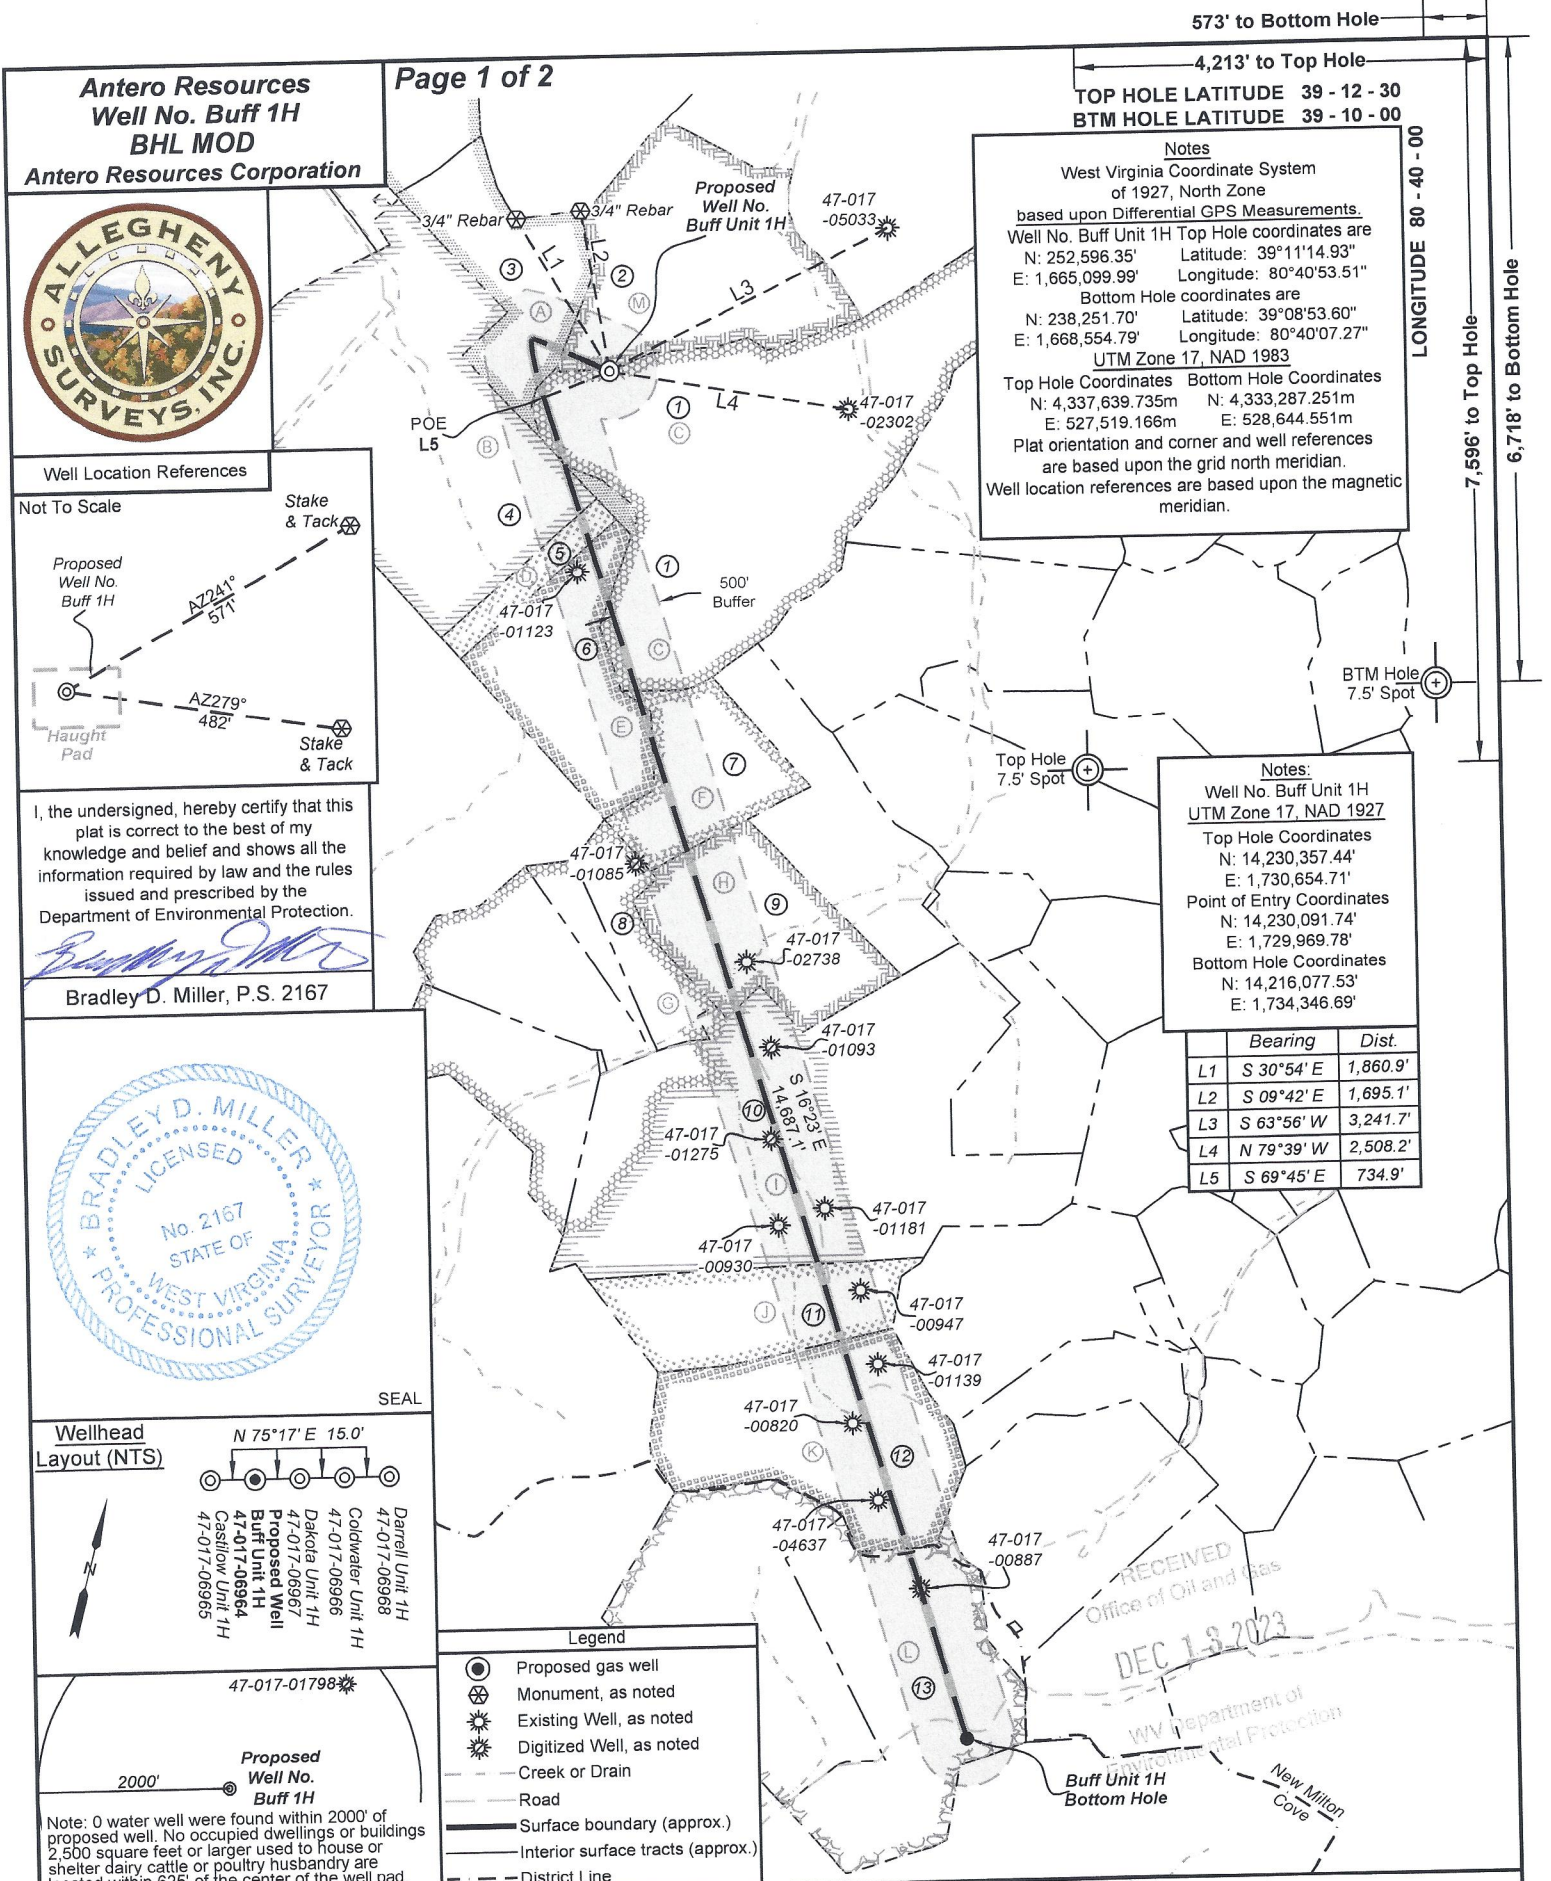 573' to Bottom Hole
Antero Resources
Well No. Buff 1H
BHL MOD
Antero Resources Corporation
Page 1 of 2
4,213' to Top Hole
TOP HOLE LATITUDE 39 - 12 - 30
BTM HOLE LATITUDE 39 - 10 - 00
LONGITUDE 80 - 40 - 00
7,596' to Top Hole
6,718' to Bottom Hole
Notes
West Virginia Coordinate System
of 1927, North Zone
based upon Differential GPS Measurements.
Well No. Buff Unit 1H Top Hole coordinates are
N: 252,596.35' Latitude: 39°11'14.93"
E: 1,665,099.99' Longitude: 80°40'53.51"
Bottom Hole coordinates are
N: 238,251.70' Latitude: 39°08'53.60"
E: 1,668,554.79' Longitude: 80°40'07.27"
UTM Zone 17, NAD 1983
Top Hole Coordinates Bottom Hole Coordinates
N: 4,337,639.735m N: 4,333,287.251m
E: 527,519.166m E: 528,644.551m
Plat orientation and corner and well references
are based upon the grid north meridian.
Well location references are based upon the magnetic
meridian.
ALLEGHENY
SURVEYS, INC.
3/4" Rebar
3/4" Rebar
Proposed
Well No.
Buff Unit 1H
47-017
-05033
L1
L2
L3
L4
3
2
M
A
1
C
47-017
-02302
POE
L5
B
4
5
D
47-017
-01123
1
500'
Buffer
6
C
E
7
F
47-017
-01085
H
9
8
47-017
-02738
G
47-017
-01093
S 16°23' E
14,687.1'
10
47-017
-01275
I
47-017
-01181
47-017
-00930
J
11
47-017
-00947
47-017
-01139
47-017
-00820
K
12
47-017
-04637
47-017
-00887
L
13
Buff Unit 1H
Bottom Hole
New Milton
Cove
BTM Hole
7.5' Spot
Top Hole
7.5' Spot
Well Location References
Not To Scale
Stake
& Tack
Proposed
Well No.
Buff 1H
AZ241°
571'
AZ279°
482'
Haught
Pad
Stake
& Tack
I, the undersigned, hereby certify that this
plat is correct to the best of my
knowledge and belief and shows all the
information required by law and the rules
issued and prescribed by the
Department of Environmental Protection.
Bradley D. Miller, P.S. 2167
BRADLEY D. MILLER
LICENSED
No. 2167
STATE OF
WEST VIRGINIA
PROFESSIONAL SURVEYOR
SEAL
Notes:
Well No. Buff Unit 1H
UTM Zone 17, NAD 1927
Top Hole Coordinates
N: 14,230,357.44'
E: 1,730,654.71'
Point of Entry Coordinates
N: 14,230,091.74'
E: 1,729,969.78'
Bottom Hole Coordinates
N: 14,216,077.53'
E: 1,734,346.69'
Bearing Dist.
L1 S 30°54' E 1,860.9'
L2 S 09°42' E 1,695.1'
L3 S 63°56' W 3,241.7'
L4 N 79°39' W 2,508.2'
L5 S 69°45' E 734.9'
Wellhead
Layout (NTS)
N 75°17' E 15.0'
N
Darrell Unit 1H
47-017-06968
Coldwater Unit 1H
47-017-06966
Dakota Unit 1H
47-017-06967
Proposed Well
Buff Unit 1H
47-017-06964
Castilow Unit 1H
47-017-06965
47-017-01798
2000'
Proposed
Well No.
Buff 1H
Note: 0 water well were found within 2000' of
proposed well. No occupied dwellings or buildings
2,500 square feet or larger used to house or
shelter dairy cattle or poultry husbandry are
located within 625' of the center of the well pad
Legend
Proposed gas well
Monument, as noted
Existing Well, as noted
Digitized Well, as noted
Creek or Drain
Road
Surface boundary (approx.)
Interior surface tracts (approx.)
District Line
RECEIVED
Office of Oil and Gas
DEC 13 2023
WV Department of
Environmental Protection